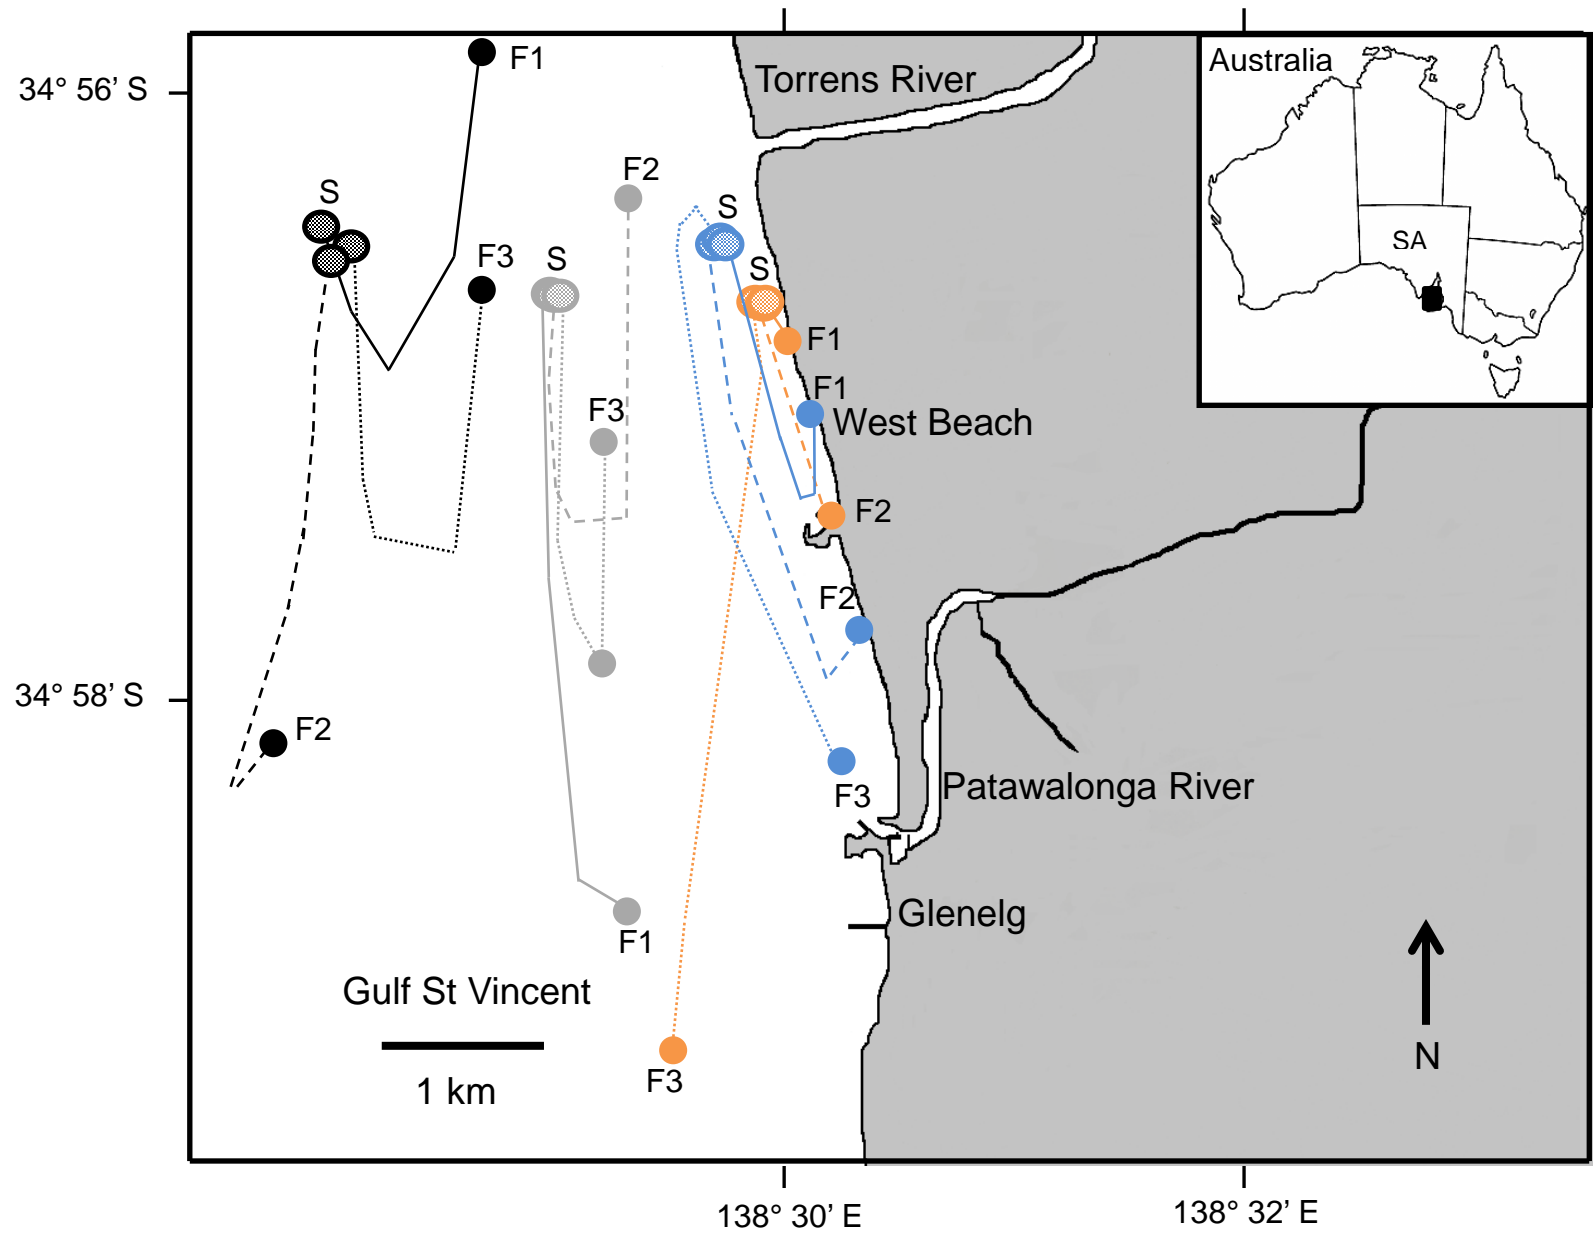 F1
Torrens River
Australia
34° 56’ S
F2
S
S
SA
F3
S
S
F1
F1
F3
West Beach
F2
F2
34° 58’ S
F2
Patawalonga River
F3
Glenelg
F1
Gulf St Vincent
N
F3
1 km
138° 30’ E
138° 32’ E